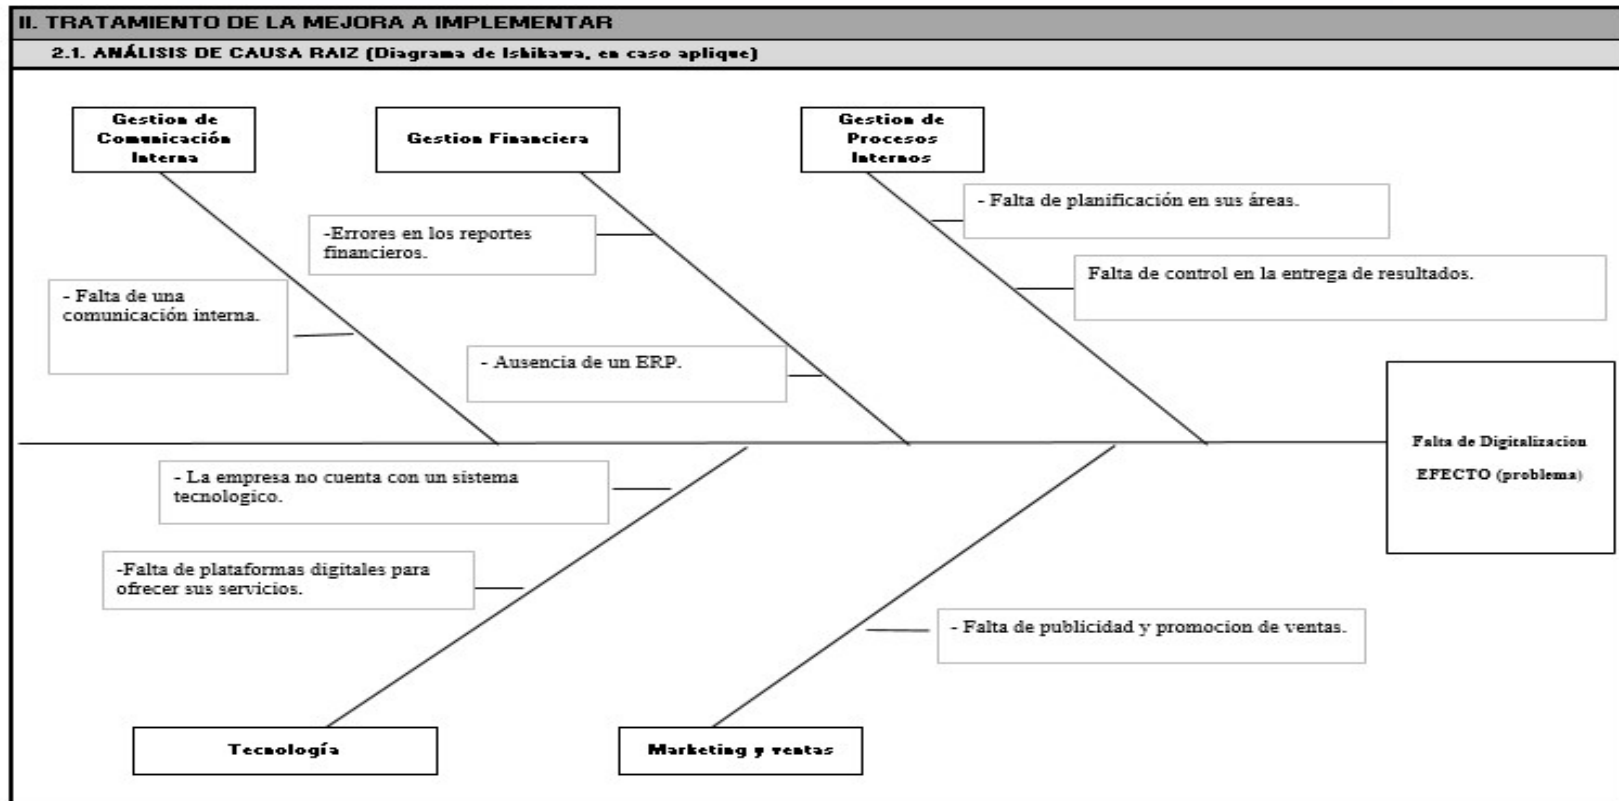 II. TRATAMIENTO DE LA MEJORA A IMPLEMENTAR
2.1. ANÁLISIS DE CAUSA RAIZ (Diagrama de Ishikawa, en caso aplique)
Gestion de
Comunicación
Interna
Gestion Financiera
Gestion de
Procesos
Internos
- Falta de planificación en sus áreas.
-Errores en los reportes
financieros.
Falta de control en la entrega de resultados.
- Falta de una
comunicación interna.
- Ausencia de un ERP.
Falta de Digitalizacion
EFECTO (problema)
- La empresa no cuenta con un sistema
tecnologico.
-Falta de plataformas digitales para
ofrecer sus servicios.
- Falta de publicidad y promocion de ventas.
Tecnología
Marketing y ventas